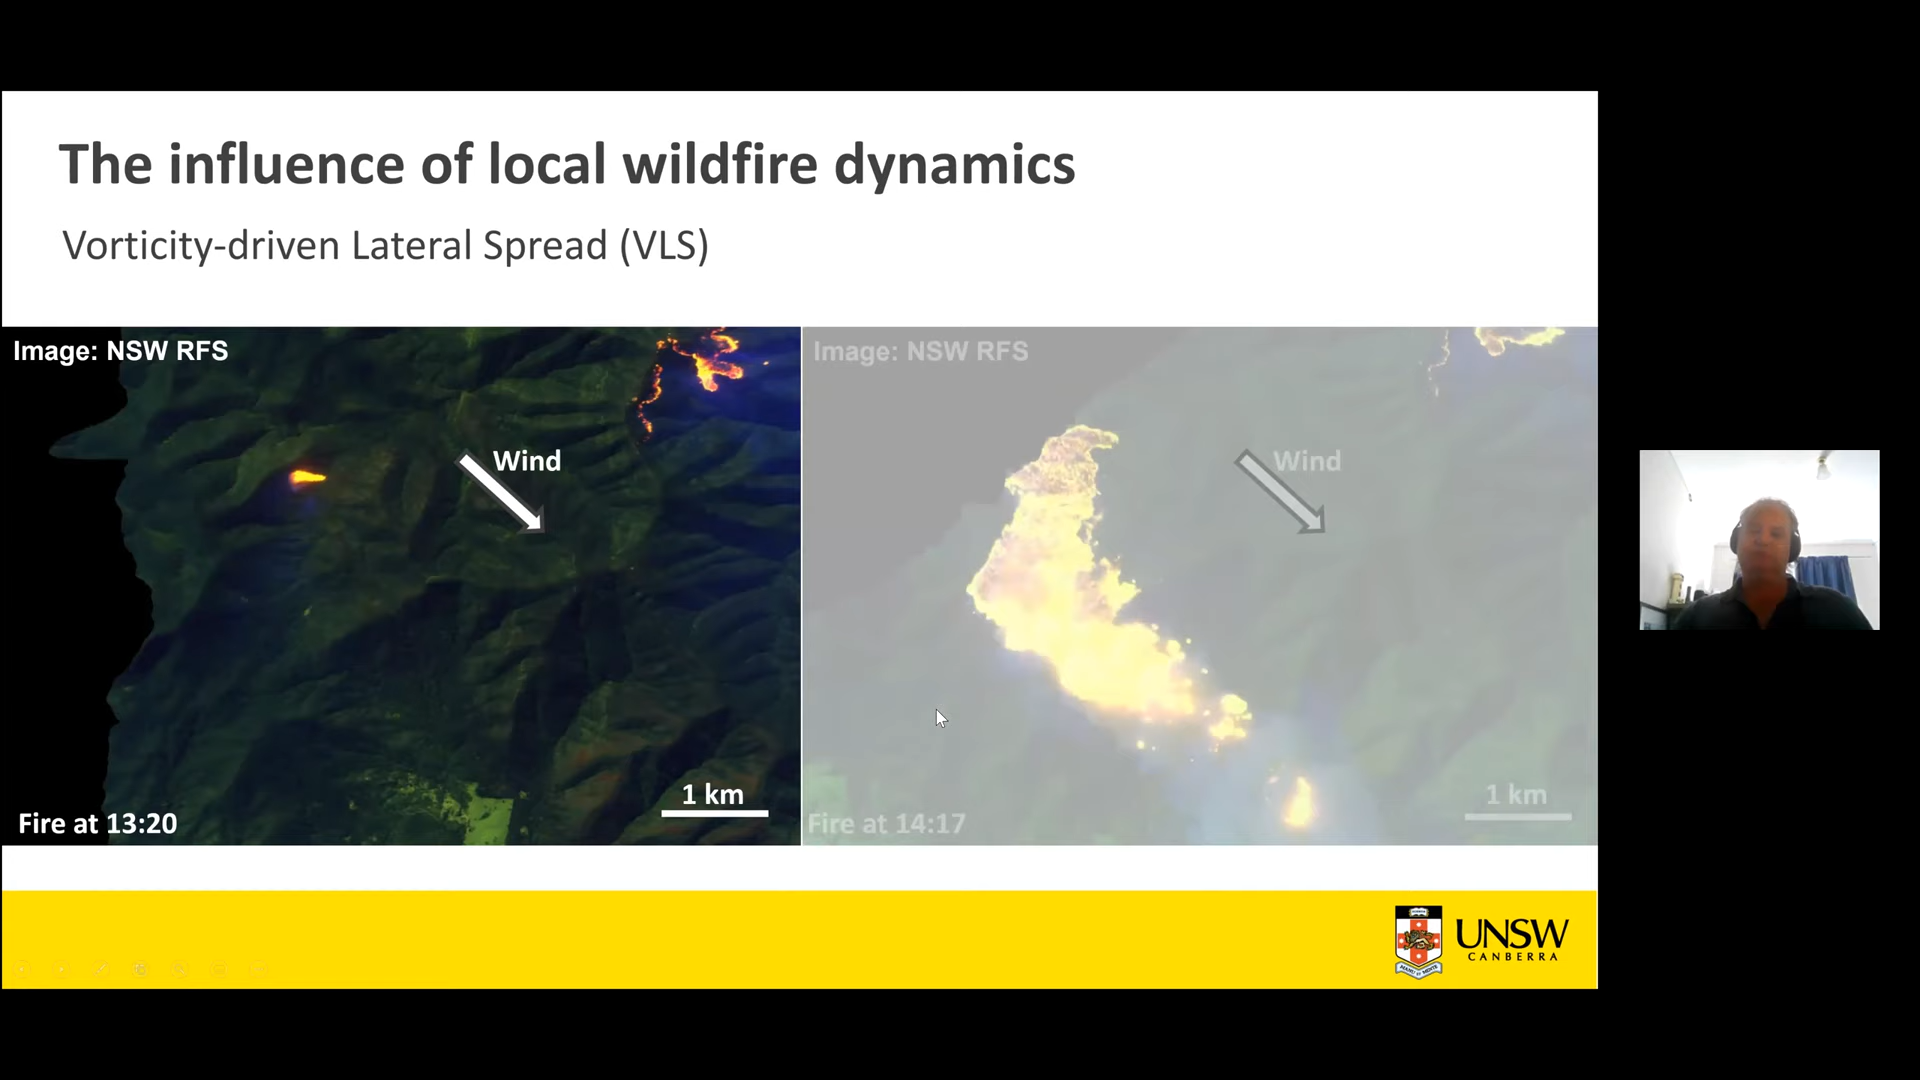 The influence of local wildfire dynamics
Vorticity-driven Lateral Spread (VLS)
Image: NSW RFS
Wind
1 km
Fire at 13:20
Image: NSW RFS
Wind
1 km
Fire at 14:17
UNSW
CANBERRA